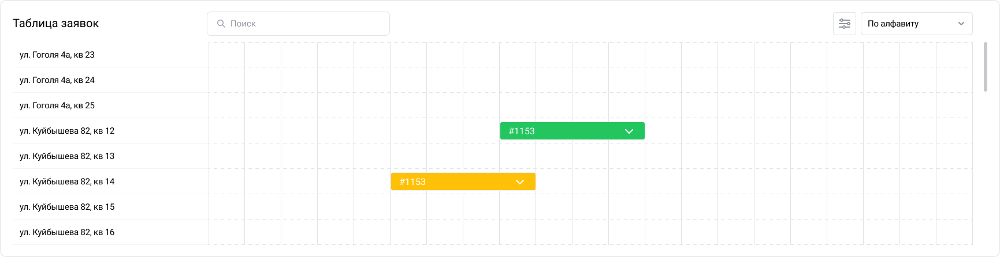 Таблица заявок
Поиск
По алфавиту
ул. Гоголя 4а, кв 23
ул. Гоголя 4а, кв 24
ул. Гоголя 4а, кв 25
ул. Куйбышева 82, кв 12
#1153
ул. Куйбышева 82, кв 13
ул. Куйбышева 82, кв 14
#1153
ул. Куйбышева 82, кв 15
ул. Куйбышева 82, кв 16